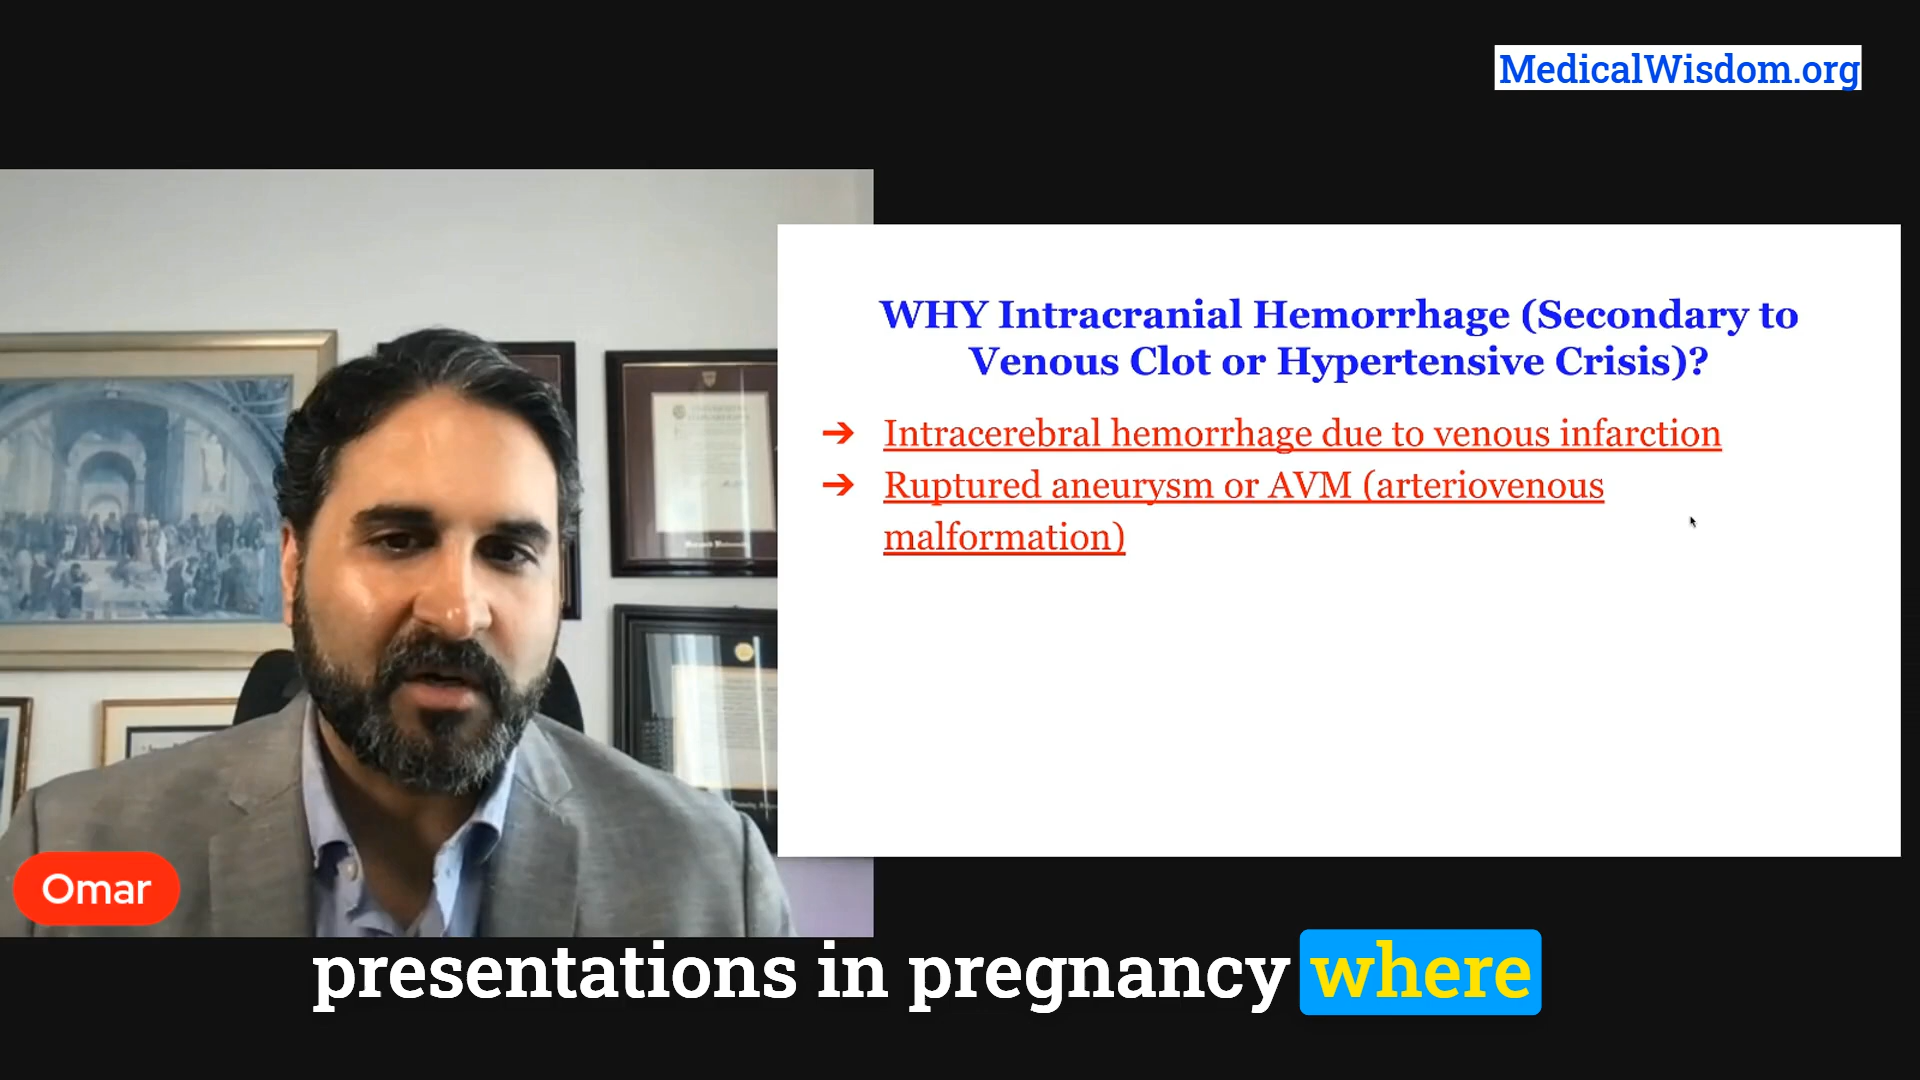 MedicalWisdom.org
WHY Intracranial Hemorrhage (Secondary to
Venous Clot or Hypertensive Crisis)?
➔ Intracerebral hemorrhage due to venous infarction
➔ Ruptured aneurysm or AVM (arteriovenous
malformation)
Omar
presentations in pregnancy where